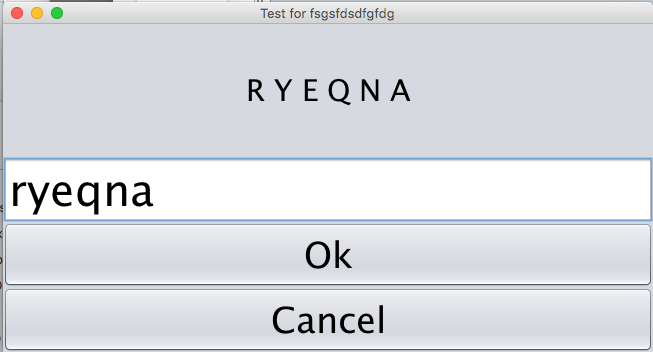 Test for fsgsfdsdfgfdg
R Y E Q N A
ryeqna
Ok
Cancel